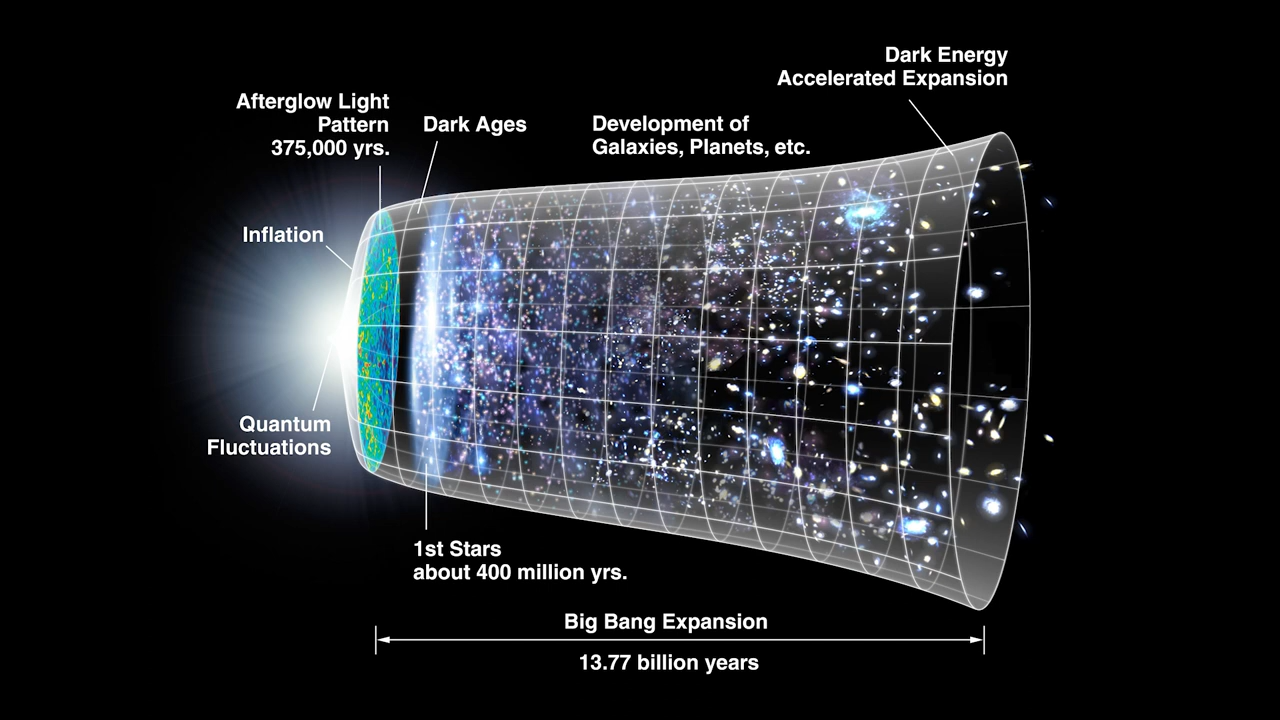 Dark Energy
Accelerated Expansion
Afterglow Light
Pattern
375,000 yrs.
Dark Ages
Development of
Galaxies, Planets, etc.
Inflation
Quantum
Fluctuations
1st Stars
about 400 million yrs.
Big Bang Expansion
13.77 billion years